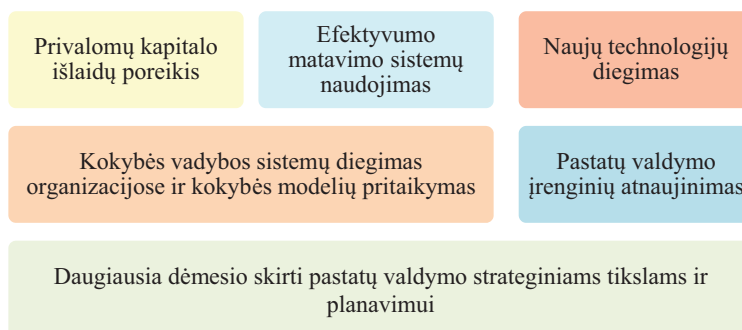 Privalomų kapitalo
išlaidų poreikis
Efektyvumo
matavimo sistemų
naudojimas
Naujų technologijų
diegimas
Kokybės vadybos sistemų diegimas
organizacijose ir kokybės modelių pritaikymas
Pastatų valdymo
įrenginių atnaujinimas
Daugiausia dėmesio skirti pastatų valdymo strateginiams tikslams ir
planavimui